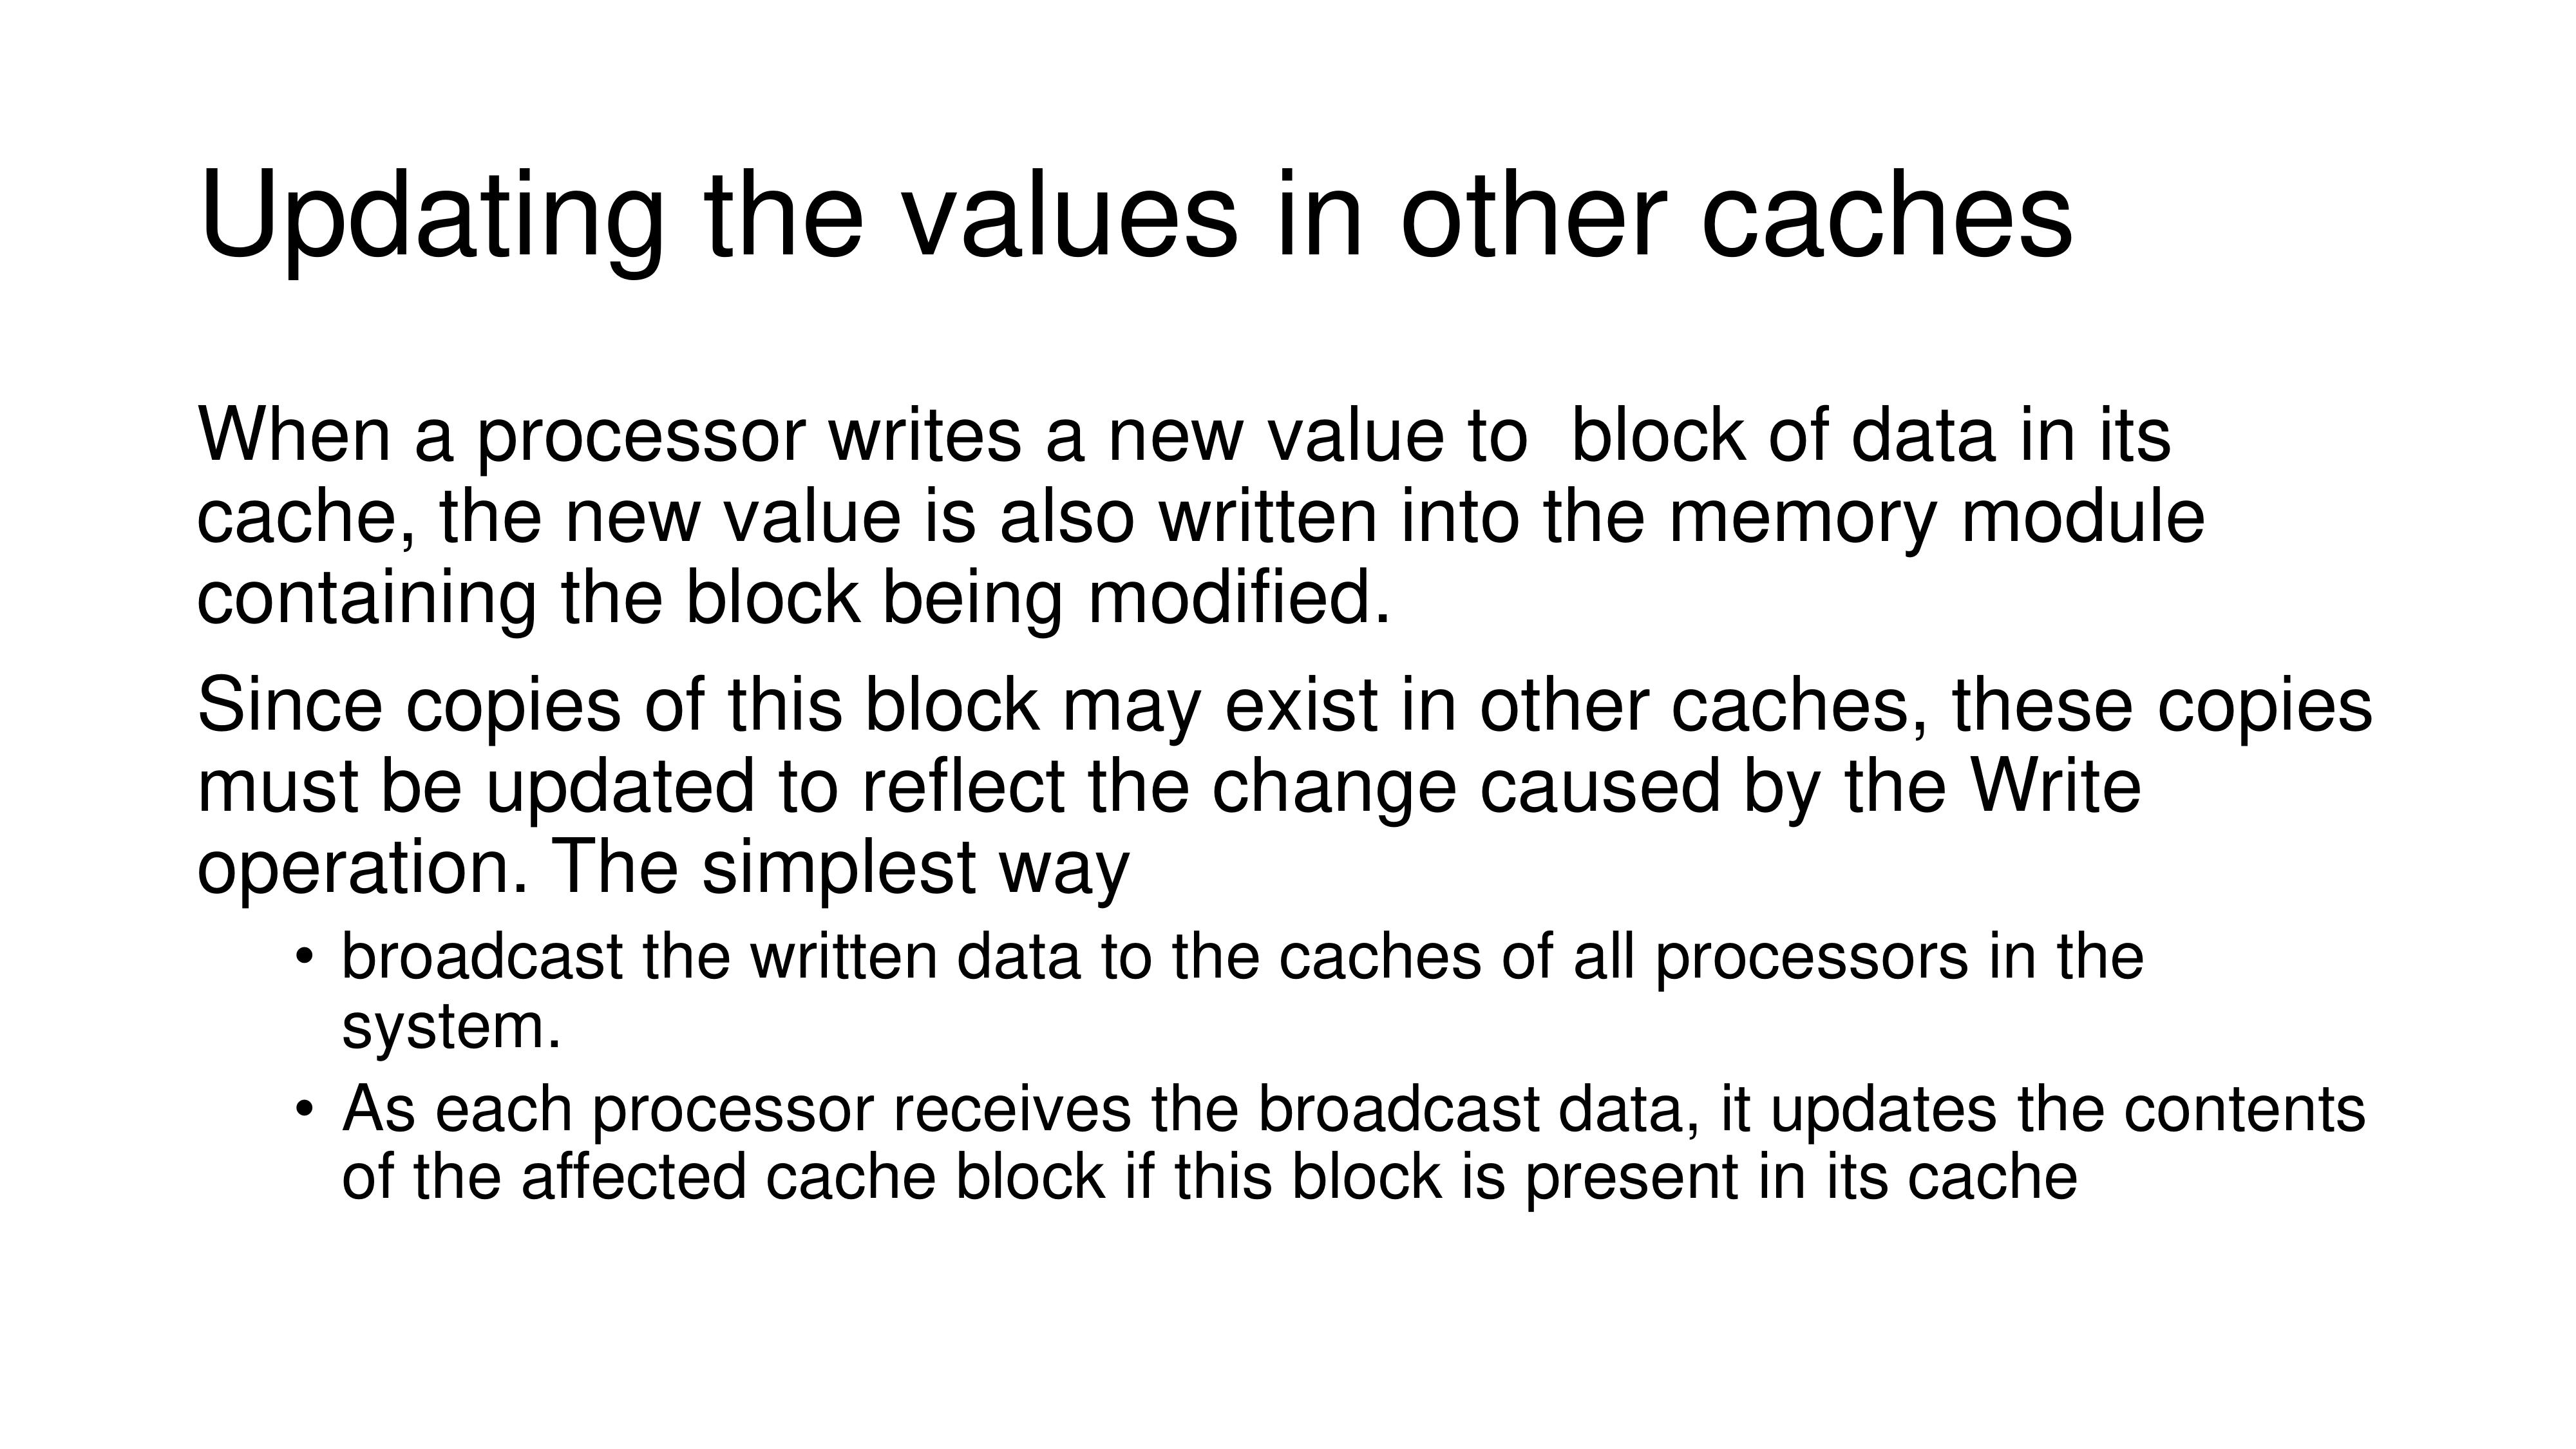 Updating the values in other caches
When a processor writes a new value to  block of data in its
cache, the new value is also written into the memory module
containing the block being modified.
Since copies of this block may exist in other caches, these copies
must be updated to reflect the change caused by the Write
operation. The simplest way
• broadcast the written data to the caches of all processors in the
system.
• As each processor receives the broadcast data, it updates the contents
of the affected cache block if this block is present in its cache